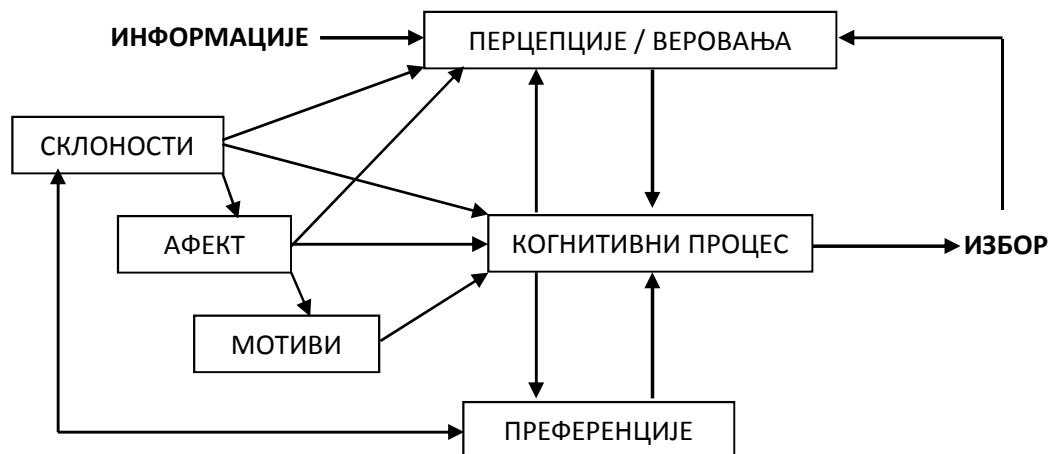 ИНФОРМАЦИЈЕ
ПЕРЦЕПЦИЈЕ / ВЕРОВАЊА
СКЛОНОСТИ
АФЕКТ
КОГНИТИВНИ ПРОЦЕС
ИЗБОР
МОТИВИ
ПРЕФЕРЕНЦИЈЕ